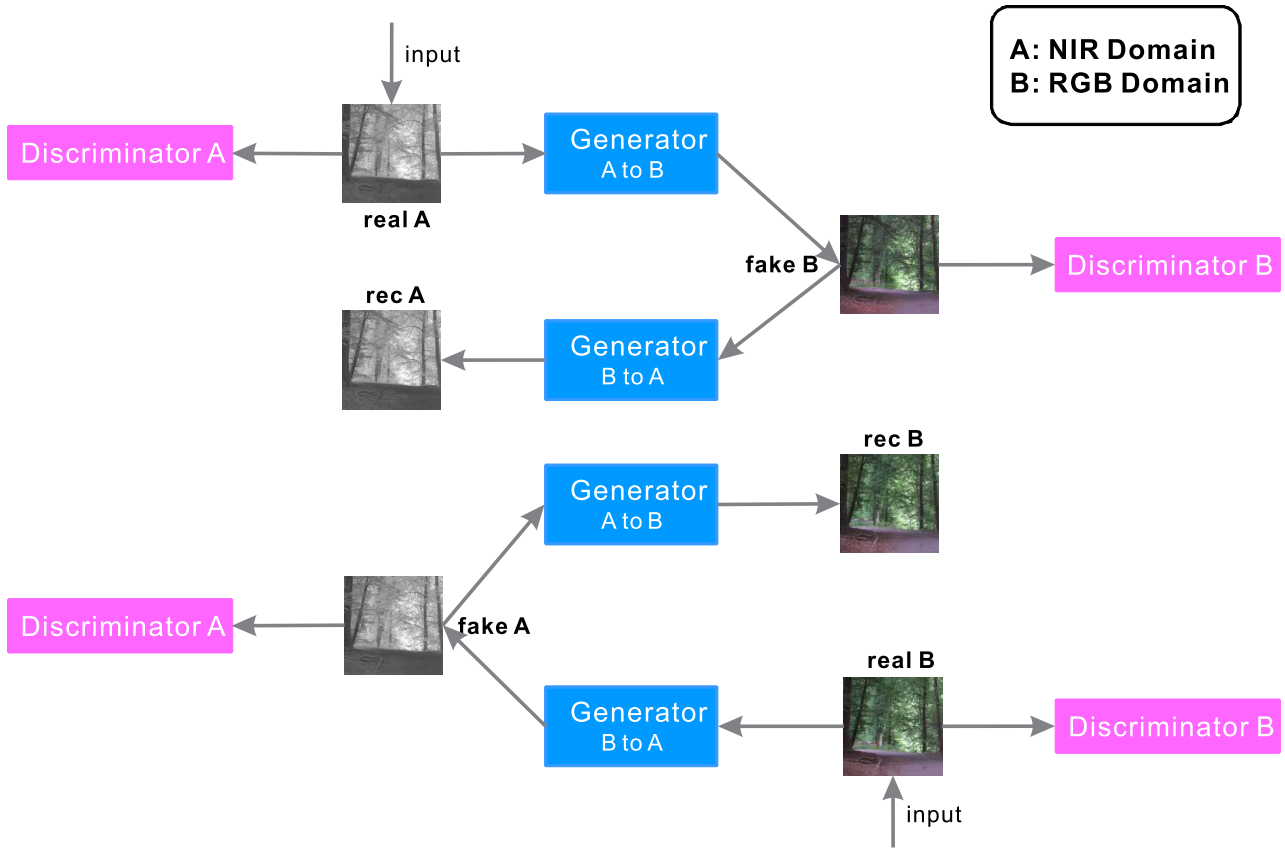 input
A: NIR Domain
B: RGB Domain
Discriminator A
Generator
A to B
real A
fake B
Discriminator B
rec A
Generator
B to A
rec B
Generator
A to B
Discriminator A
fake A
real B
Generator
B to A
Discriminator B
input